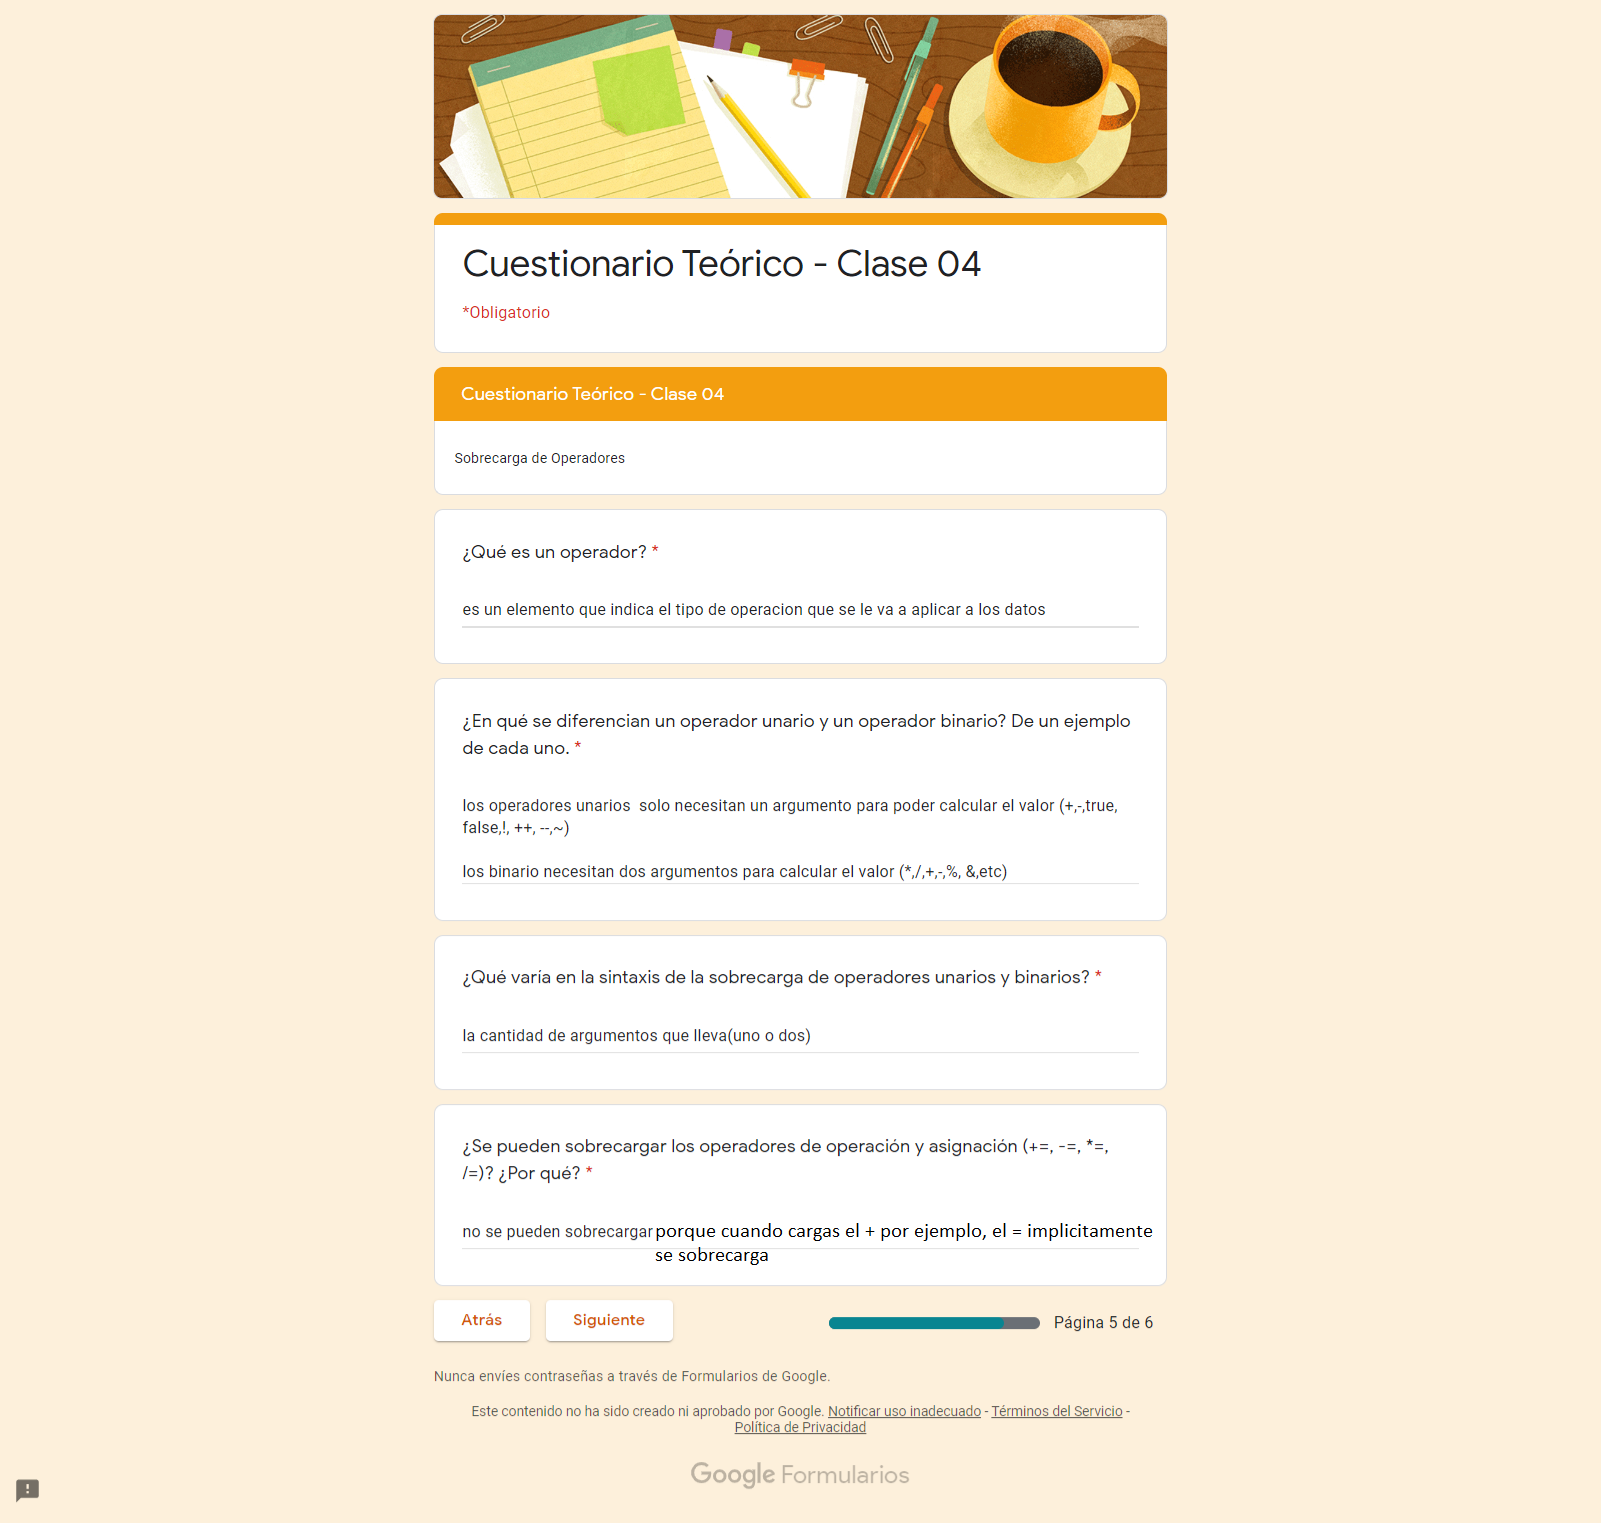 Cuestionario Teórico - Clase 04
*Obligatorio
Cuestionario Teórico - Clase 04
Sobrecarga de Operadores
¿Qué es un operador? *
es un elemento que indica el tipo de operacion que se le va a aplicar a los datos
¿En qué se diferencian un operador unario y un operador binario? De un ejemplo
de cada uno. *
los operadores unarios  solo necesitan un argumento para poder calcular el valor (+,-,true,
false,!, ++, --,~)
los binario necesitan dos argumentos para calcular el valor (*,/,+,-,%, &,etc)
¿Qué varía en la sintaxis de la sobrecarga de operadores unarios y binarios? *
la cantidad de argumentos que lleva(uno o dos)
¿Se pueden sobrecargar los operadores de operación y asignación (+=, -=, *=,
/=)? ¿Por qué? *
no se pueden sobrecargar porque cuando cargas el + por ejemplo, el = implicitamente
se sobrecarga
Atrás
Siguiente
Página 5 de 6
Nunca envíes contraseñas a través de Formularios de Google.
Este contenido no ha sido creado ni aprobado por Google. Notificar uso inadecuado - Términos del Servicio -
Política de Privacidad
Google Formularios